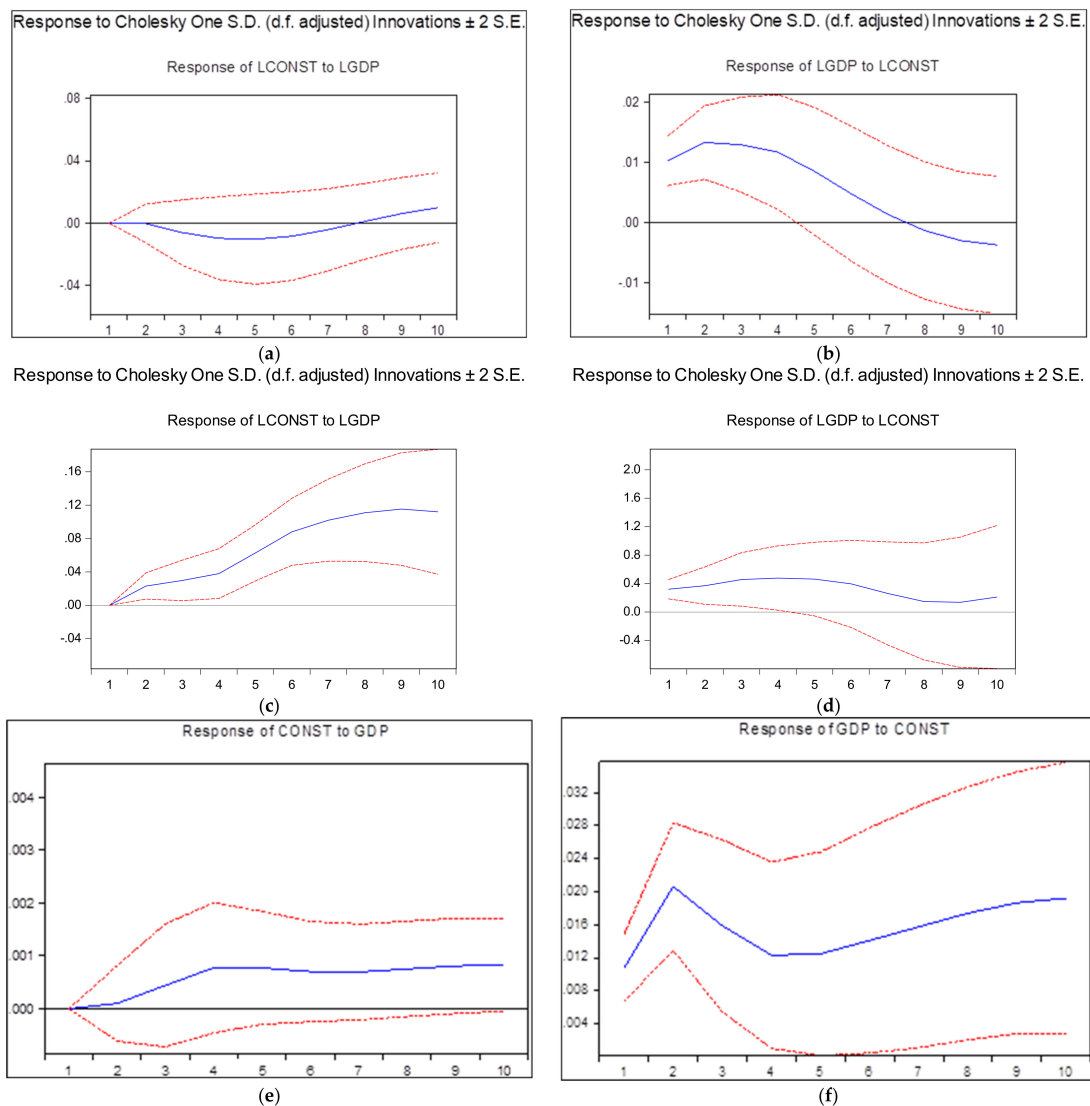 Response to Cholesky One S.D. (d.f. adjusted) Innovations ± 2 S.E.
Response of LCONST to LGDP
.08
.04
.00
-.04
1 2 3 4 5 6 7 8 9 10
(a)
Response to Cholesky One S.D. (d.f. adjusted) Innovations ± 2 S.E.
Response of LGDP to LCONST
.02
.01
.00
-.01
1 2 3 4 5 6 7 8 9 10
(b)
Response to Cholesky One S.D. (d.f. adjusted) Innovations ± 2 S.E.
Response of LCONST to LGDP
.16
.12
.08
.04
.00
-.04
1 2 3 4 5 6 7 8 9 10
(c)
Response to Cholesky One S.D. (d.f. adjusted) Innovations ± 2 S.E.
Response of LGDP to LCONST
2.0
1.6
1.2
0.8
0.4
0.0
-0.4
1 2 3 4 5 6 7 8 9 10
(d)
Response of CONST to GDP
.004
.003
.002
.001
.000
1 2 3 4 5 6 7 8 9 10
(e)
Response of GDP to CONST
.032
.028
.024
.020
.016
.012
.008
.004
1 2 3 4 5 6 7 8 9 10
(f)